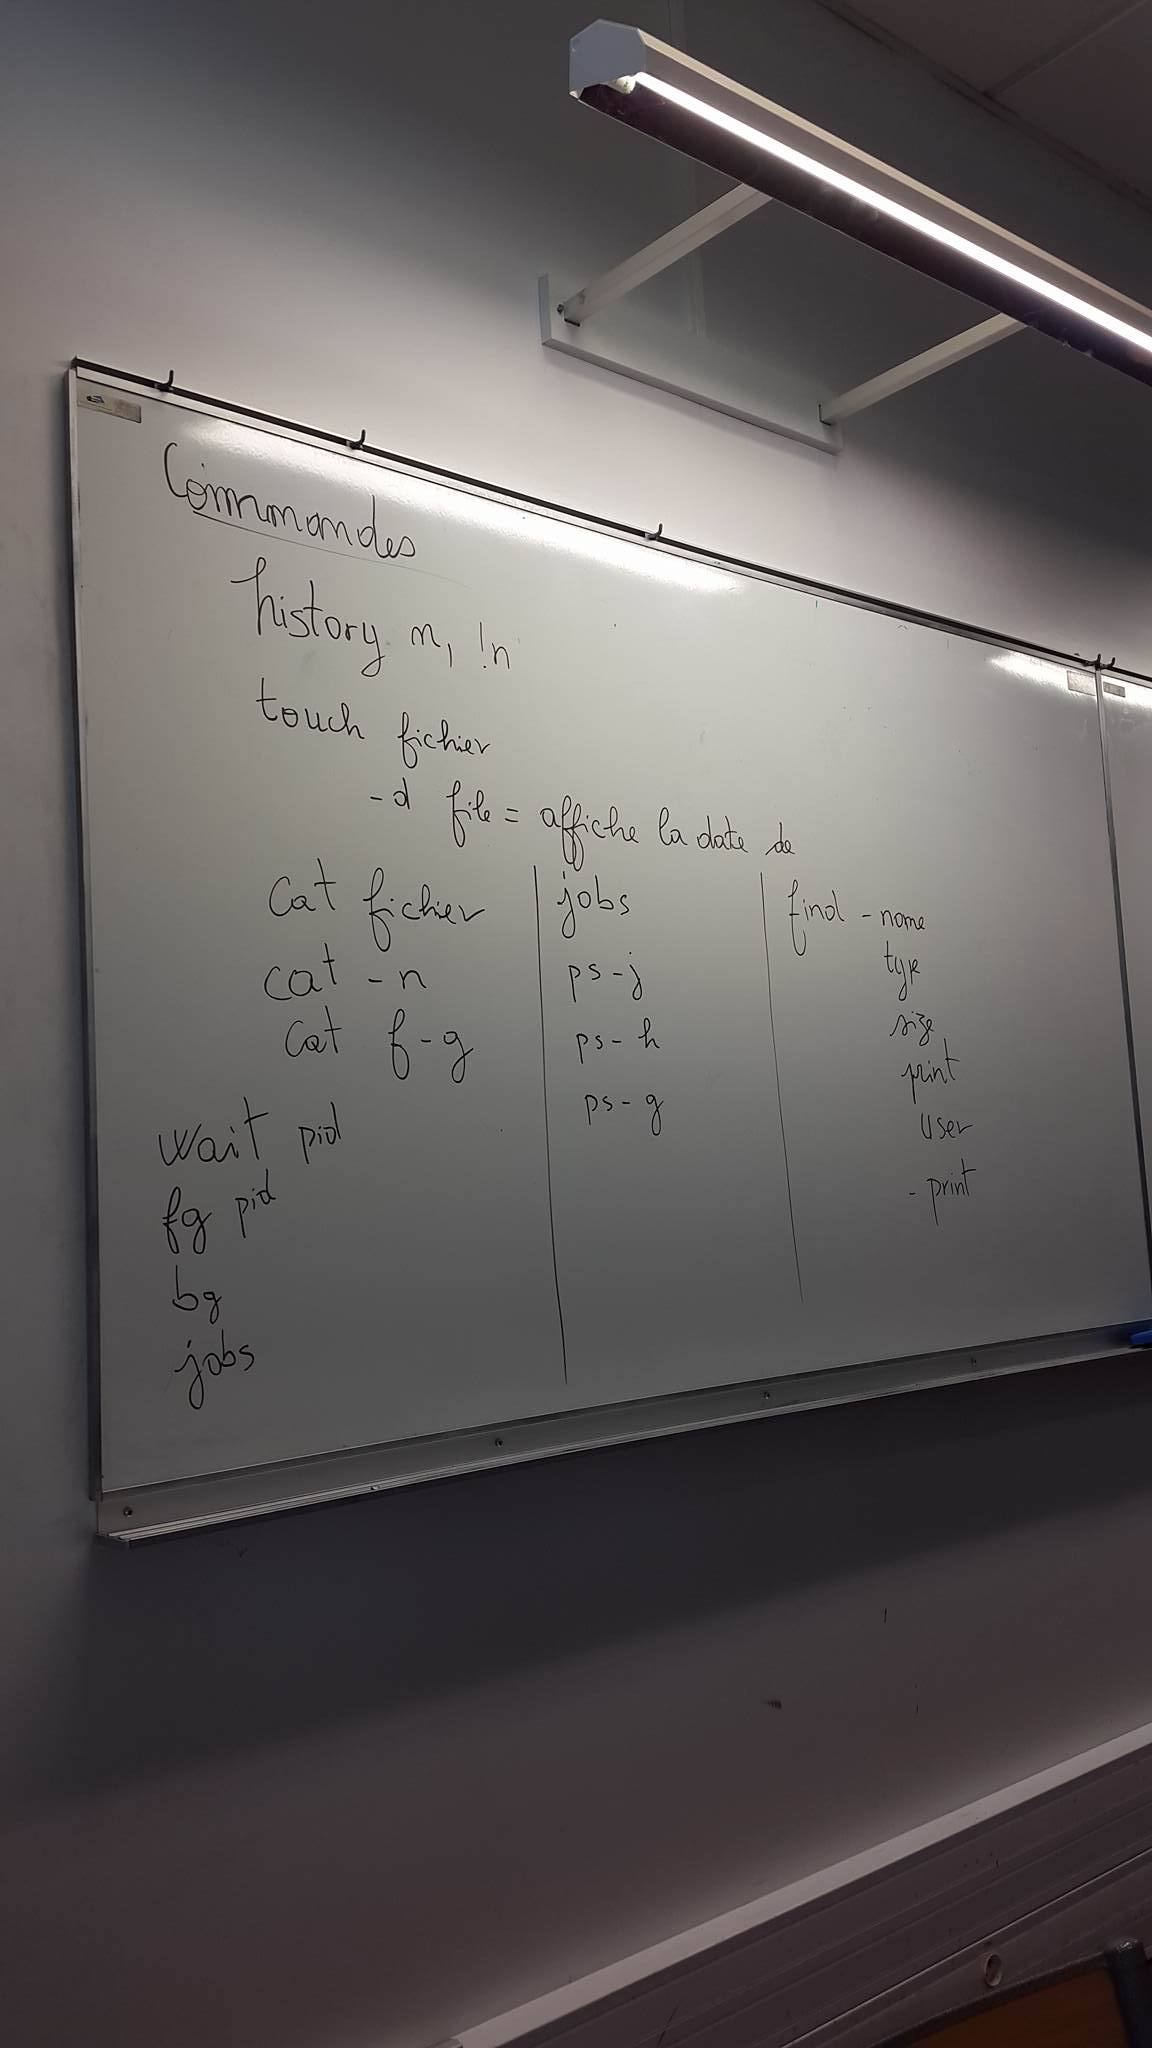 Commandes
history n, !n
touch fichier
-d file = affiche la date de
cat fichier
cat -n
cat f-g
wait pid
fg pid
bg
jobs
jobs
ps-j
ps-h
ps-g
find -name
type
size
print
user
- print